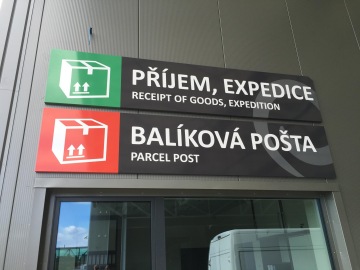 PŘÍJEM, EXPEDICE
RECEIPT OF GOODS, EXPEDITION
BALÍKOVÁ POŠTA
PARCEL POST